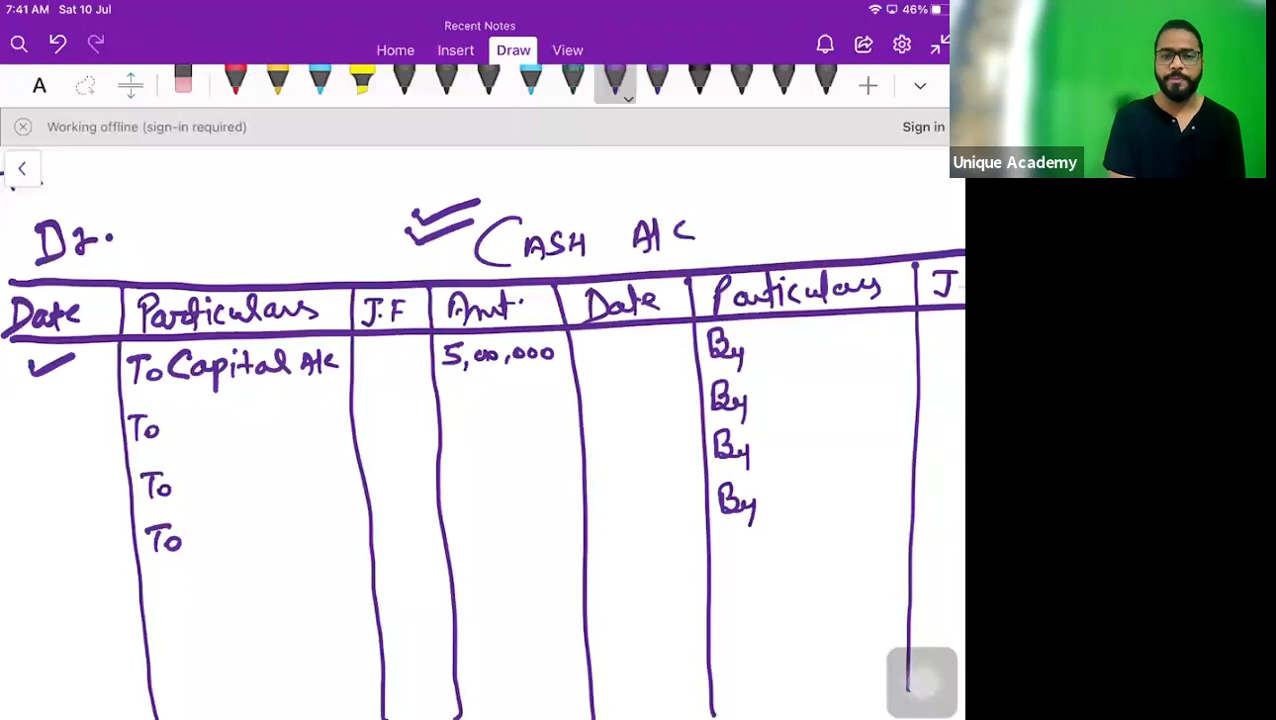 7:41 AM Sat 10 Jul
46%
Recent Notes
Home Insert Draw View
A
Working offline (sign-in required)
Sign in
Unique Academy
Dr.
CASH A/C
Date Particulars J.F Amt. Date Particulars J.
To Capital A/c 5,00,000 By
To By
To By
To By